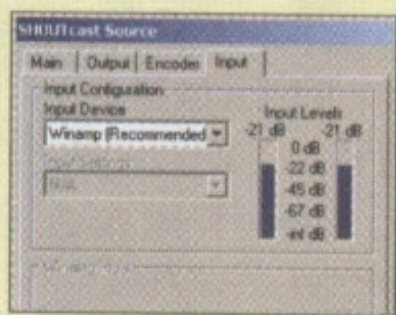 SHOUTcast Source
Main Output Encoder Input
Input Configuration
Input Device
Winamp (Recommended
Input Levels
-21 dB -21 dB
0 dB
-22 dB
-45 dB
-67 dB
-inf dB
N/A